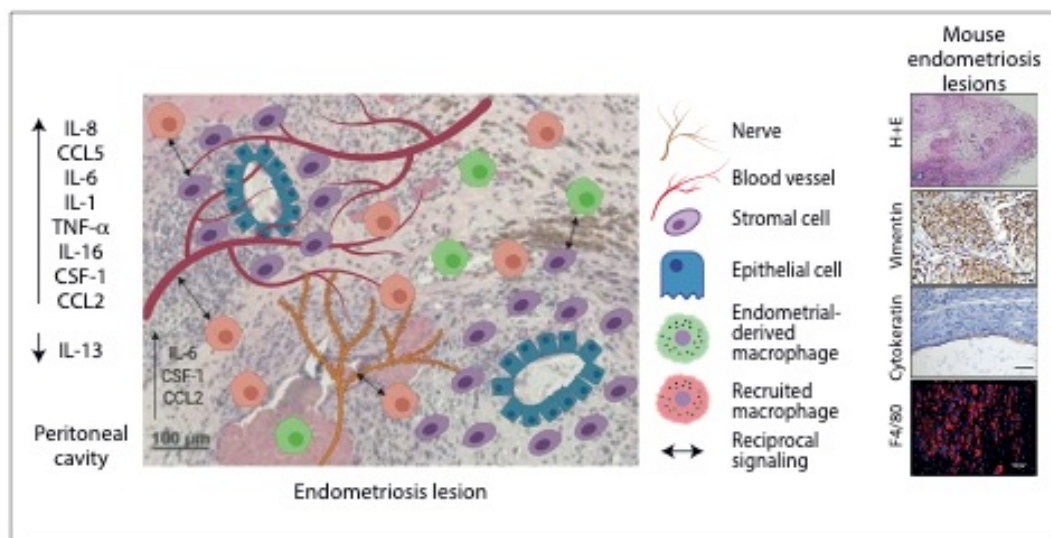 IL-8
CCL5
IL-6
IL-1
TNF-α
IL-16
CSF-1
CCL2
IL-13
Peritoneal
cavity
IL-6
CSF-1
CCL2
100 µm
Endometriosis lesion
Nerve
Blood vessel
Stromal cell
Epithelial cell
Endometrial-
derived
macrophage
Recruited
macrophage
Reciprocal
signaling
Mouse
endometriosis
lesions
H+E
Vimentin
Cytokeratin
F4/80